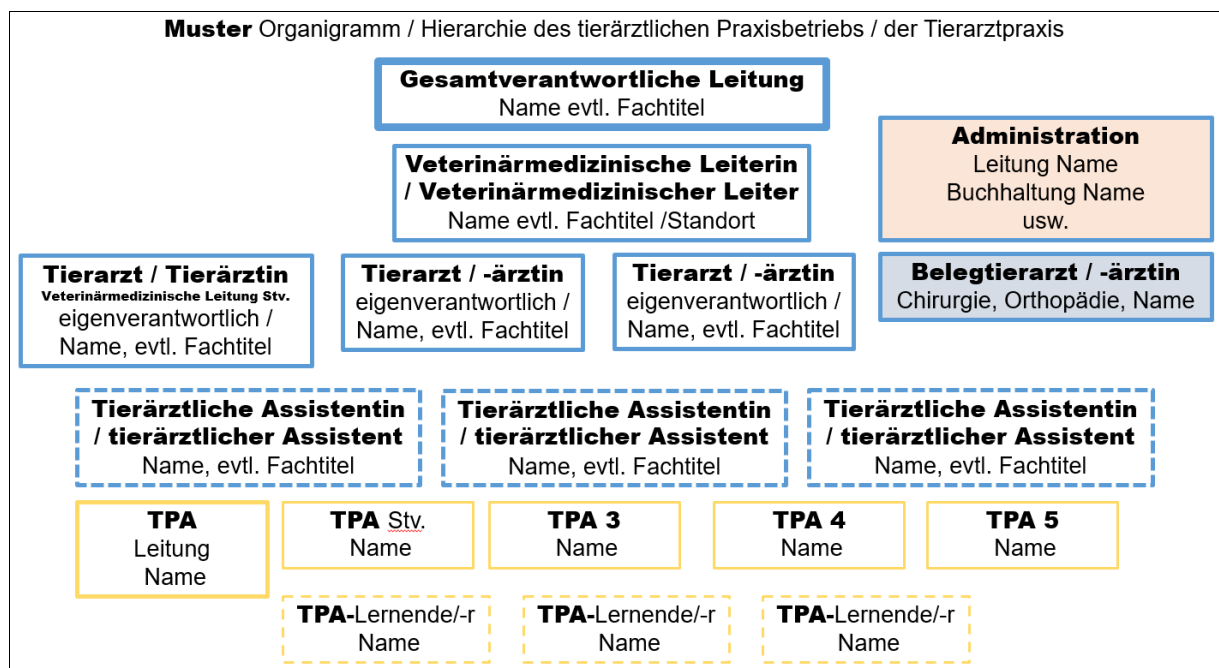 Muster Organigramm / Hierarchie des tierärztlichen Praxisbetriebs / der Tierarztpraxis
Gesamtverantwortliche Leitung
Name evtl. Fachtitel
Veterinärmedizinische Leiterin
/ Veterinärmedizinischer Leiter
Name evtl. Fachtitel /Standort
Administration
Leitung Name
Buchhaltung Name
usw.
Tierarzt / Tierärztin
Veterinärmedizinische Leitung Stv.
eigenverantwortlich /
Name, evtl. Fachtitel
Tierarzt / -ärztin
eigenverantwortlich /
Name, evtl. Fachtitel
Tierarzt / -ärztin
eigenverantwortlich /
Name, evtl. Fachtitel
Belegtierarzt / -ärztin
Chirurgie, Orthopädie, Name
Tierärztliche Assistentin
/ tierärztlicher Assistent
Name, evtl. Fachtitel
Tierärztliche Assistentin
/ tierärztlicher Assistent
Name, evtl. Fachtitel
Tierärztliche Assistentin
/ tierärztlicher Assistent
Name, evtl. Fachtitel
TPA
Leitung
Name
TPA Stv.
Name
TPA 3
Name
TPA 4
Name
TPA 5
Name
TPA-Lernende/-r
Name
TPA-Lernende/-r
Name
TPA-Lernende/-r
Name